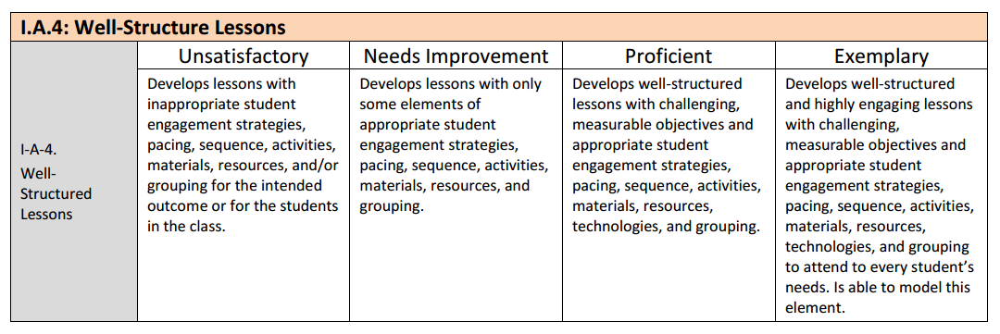 I.A.4: Well-Structure Lessons
Unsatisfactory
Needs Improvement
Proficient
Exemplary
I-A-4.
Well-
Structured
Lessons
Develops lessons with
inappropriate student
engagement strategies,
pacing, sequence, activities,
materials, resources, and/or
grouping for the intended
outcome or for the students
in the class.
Develops lessons with only
some elements of
appropriate student
engagement strategies,
pacing, sequence, activities,
materials, resources, and
grouping.
Develops well-structured
lessons with challenging,
measurable objectives and
appropriate student
engagement strategies,
pacing, sequence, activities,
materials, resources,
technologies, and grouping.
Develops well-structured
and highly engaging lessons
with challenging,
measurable objectives and
appropriate student
engagement strategies,
pacing, sequence, activities,
materials, resources,
technologies, and grouping
to attend to every student’s
needs. Is able to model this
element.